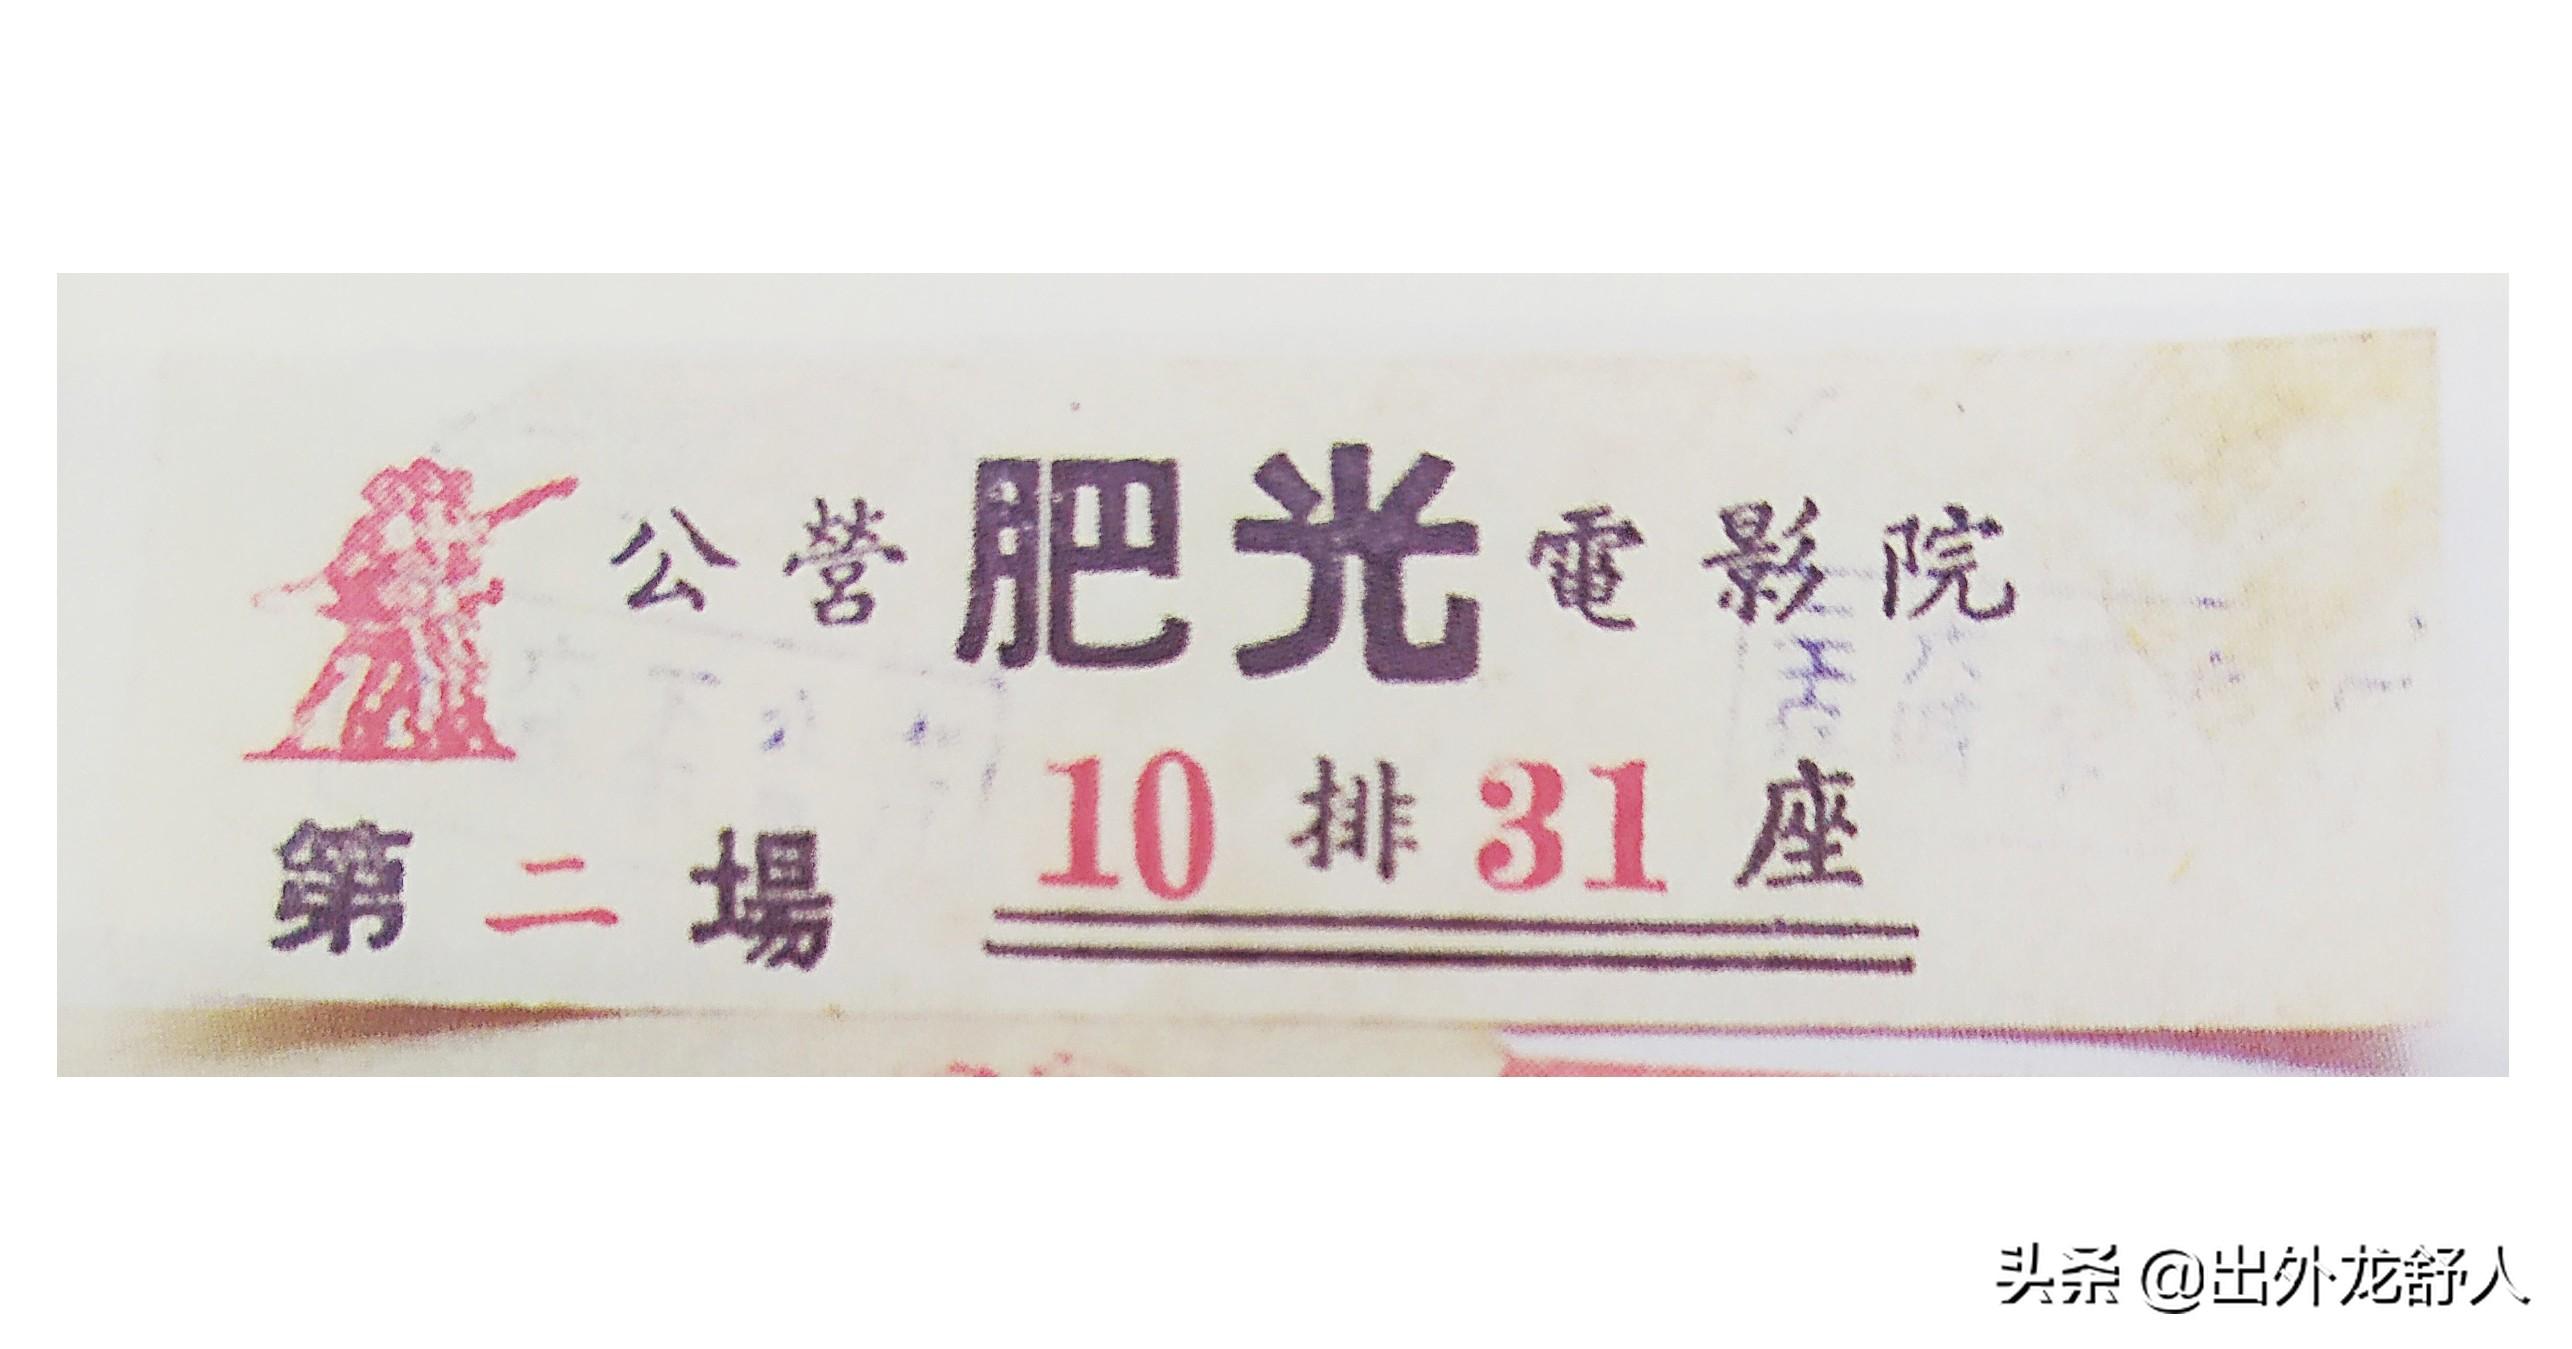 公營肥光電影院
10排31座
第二場
头条 @出外龙舒人